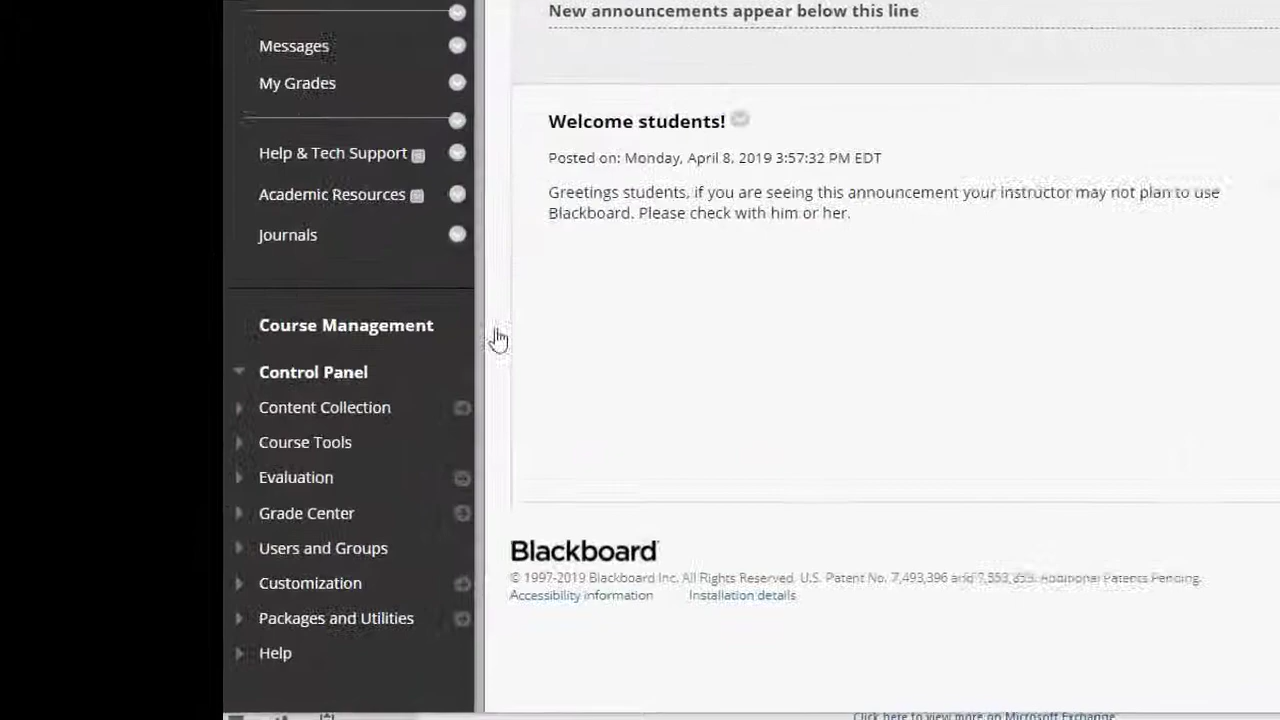 New announcements appear below this line
Messages
My Grades
Welcome students!
Posted on: Monday, April 8, 2019 3:57:32 PM EDT
Help & Tech Support
Greetings students, if you are seeing this announcement your instructor may not plan to use
Academic Resources
Blackboard. Please check with him or her.
Journals
Course Management
Control Panel
Content Collection
Course Tools
Evaluation
Grade Center
Users and Groups
Blackboard
© 1997-2019 Blackboard Inc. All Rights Reserved. U.S. Patent No. 7,493,396 and Additional Patents Pending.
Customization
Accessibility information
Installation details
Packages and Utilities
Help
Click here to view more on Microsoft Exchange